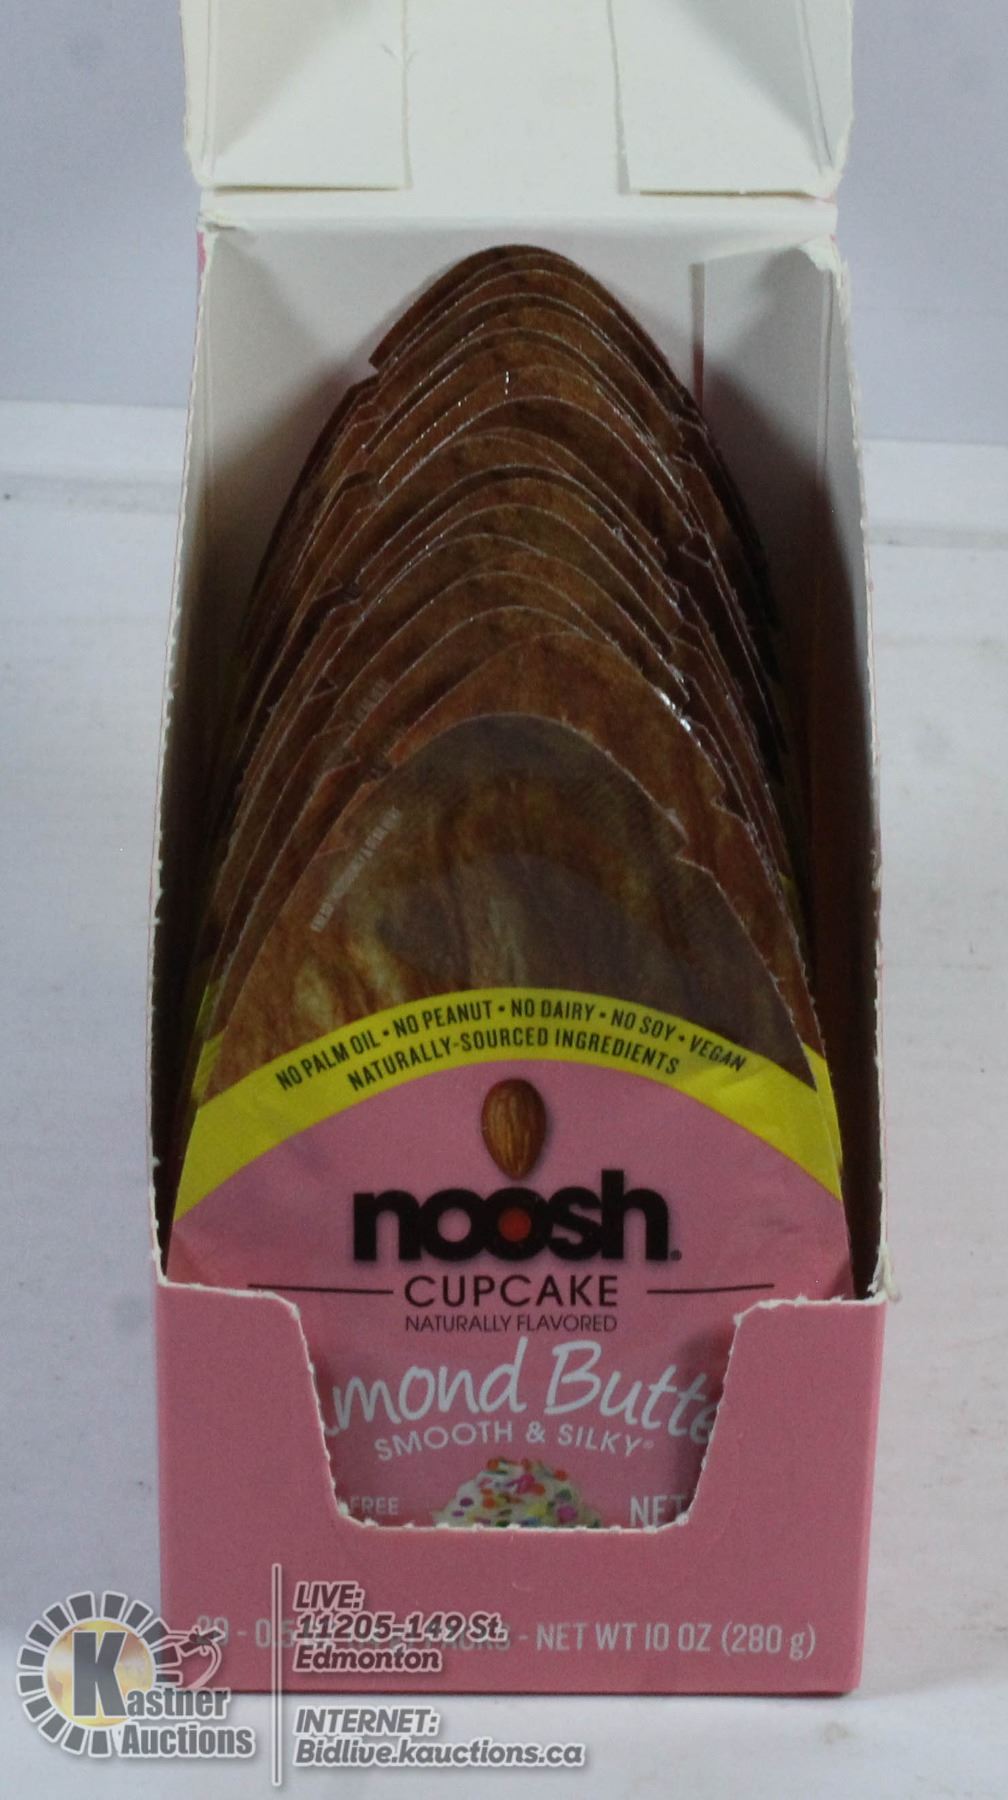 NO PALM OIL • NO PEANUT • NO DAIRY • NO SOY • VEGAN
NATURALLY-SOURCED INGREDIENTS
noosh®
CUPCAKE
NATURALLY FLAVORED
mond Butte
SMOOTH & SILKY®
FREE
NET
- NET WT 10 OZ (280 g)
LIVE:
11205-149 St.
Edmonton
Kastner
Auctions
INTERNET:
Bidlive.kauctions.ca